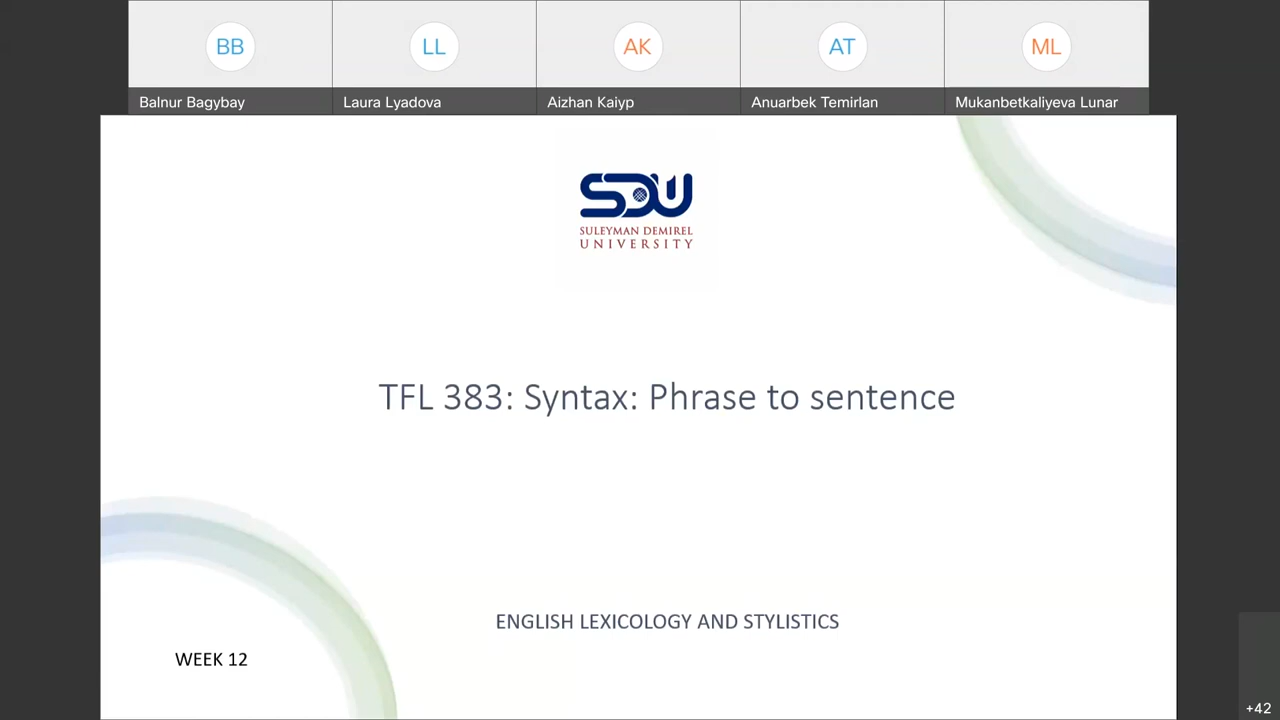 BB
LL
AK
AT
ML
Balnur Bagybay
Laura Lyadova
Aizhan Kaiyp
Anuarbek Temirlan
Mukanbetkaliyeva Lunar
SDU
SULEYMAN DEMIREL
UNIVERSITY
TFL 383: Syntax: Phrase to sentence
ENGLISH LEXICOLOGY AND STYLISTICS
WEEK 12
+42